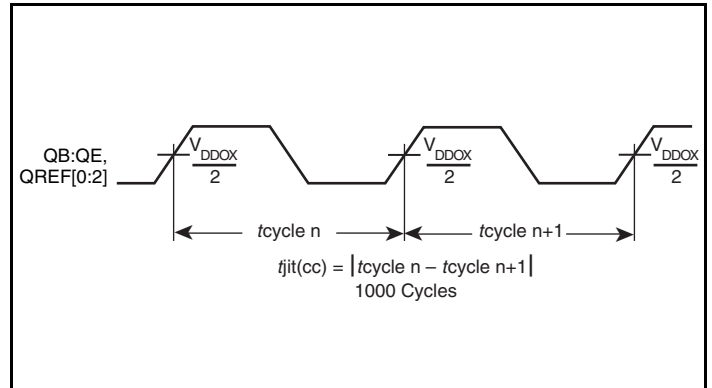 QB:QE,
QREF[0:2]
VDDOX
2
VDDOX
2
VDDOX
2
tcycle n
tcycle n+1
tjit(cc) = |tcycle n – tcycle n+1|
1000 Cycles